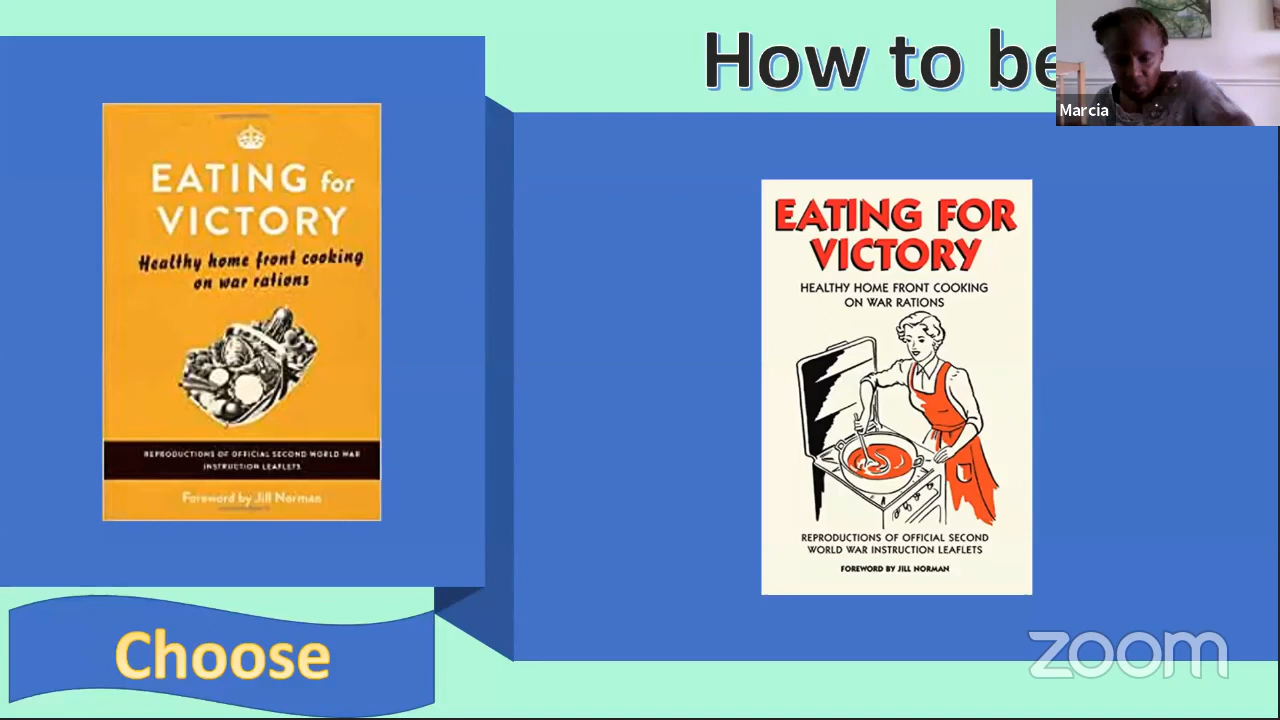 How to be
Marcia
EATING for
VICTORY
Healthy home front cooking
on war rations
REPRODUCTIONS OF OFFICIAL SECOND WORLD WAR
INSTRUCTION LEAFLETS
Foreword by Jill Norman
EATING FOR
VICTORY
HEALTHY HOME FRONT COOKING
ON WAR RATIONS
REPRODUCTIONS OF OFFICIAL SECOND
WORLD WAR INSTRUCTION LEAFLETS
FOREWORD BY JILL NORMAN
Choose
zoom